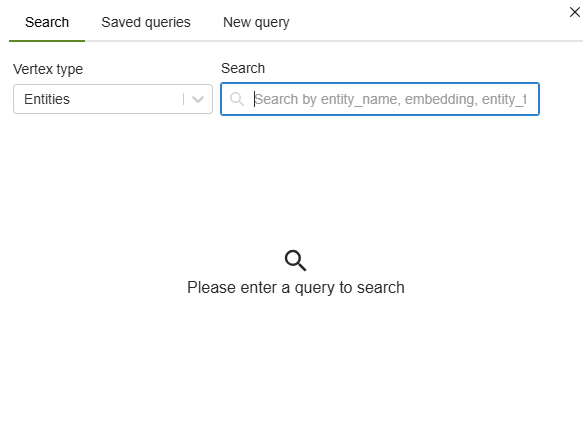 Search Saved queries New query
Vertex type
Search
Entities
Search by entity_name, embedding, entity_t
Please enter a query to search